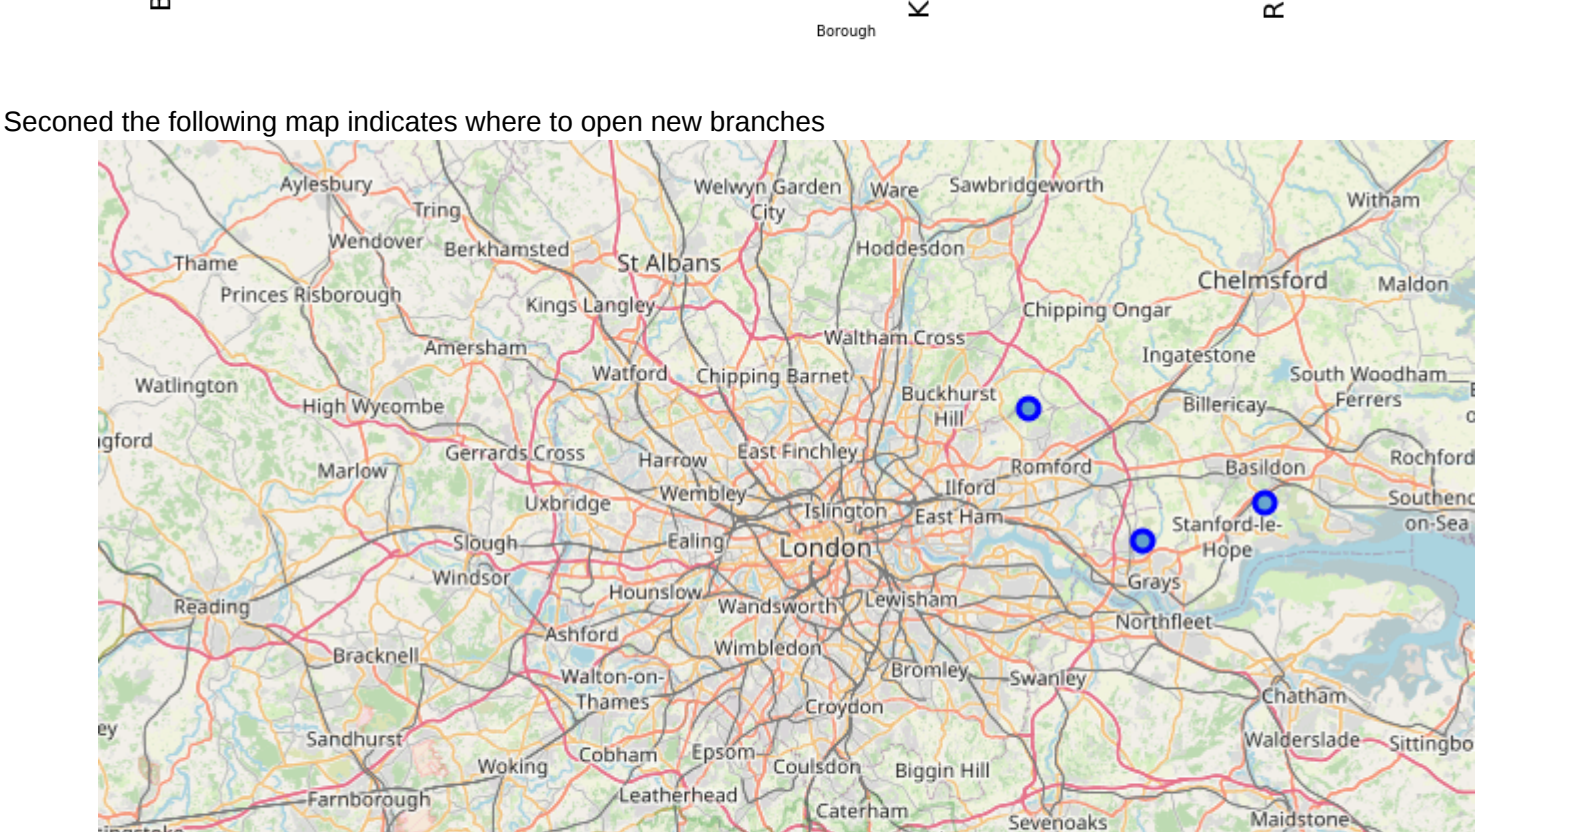 Borough
Seconed the following map indicates where to open new branches
Aylesbury
Welwyn Garden
City
Ware
Sawbridgeworth
Witham
Tring
Wendover
Berkhamsted
Hoddesdon
Thame
St Albans
Chelmsford
Maldon
Princes Risborough
Kings Langley
Chipping Ongar
Waltham Cross
Amersham
Ingatestone
Watford
Chipping Barnet
South Woodham
Ferrers
Watlington
Buckhurst
Hill
High Wycombe
Billericay
gford
Gerrards Cross
East Finchley
Harrow
Rochford
Marlow
Romford
Basildon
Uxbridge
Wembley
Ilford
Southend
on-Sea
Islington
East Ham
Stanford-le-
Hope
Slough
Ealing
London
Windsor
Grays
Hounslow
Wandsworth
Lewisham
Reading
Northfleet
Ashford
Wimbledon
Bracknell
Bromley
Walton-on-
Thames
Swanley
Chatham
Croydon
ey
Sandhurst
Walderslade
Sittingbo
Cobham
Epsom
Woking
Coulsdon
Biggin Hill
Leatherhead
Farnborough
Caterham
Sevenoaks
Maidstone